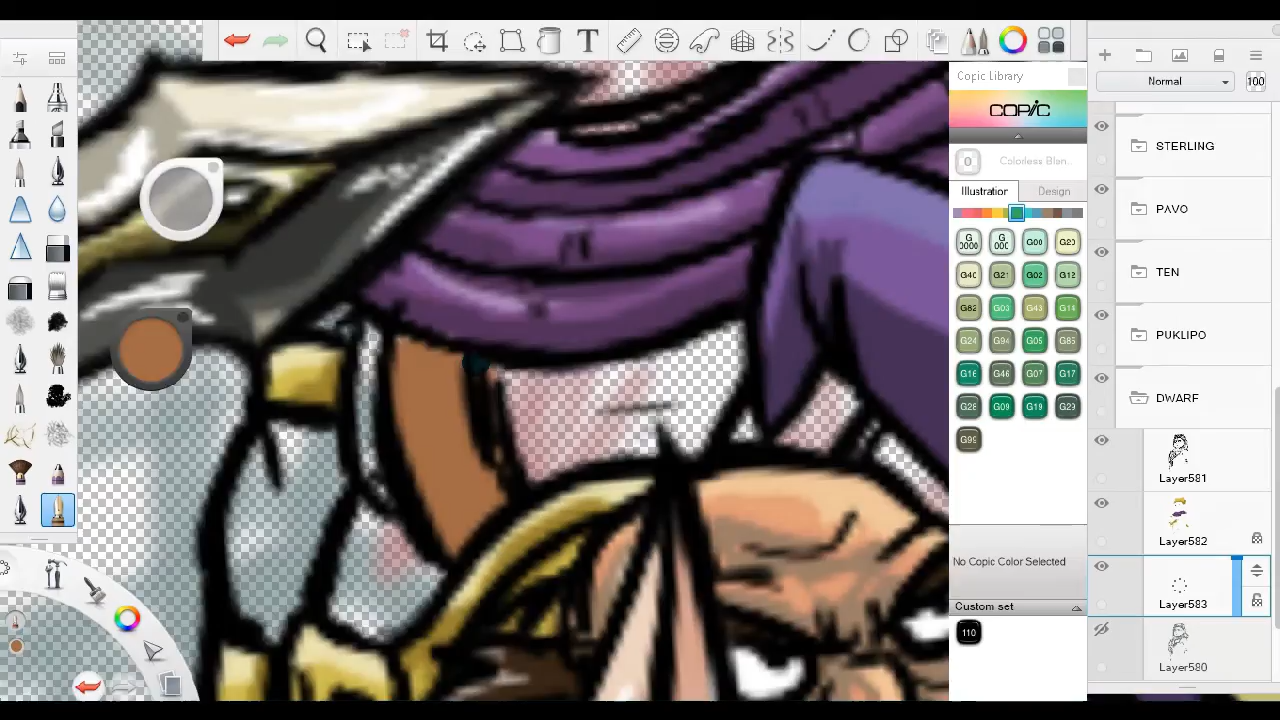 T
Normal
100
Copic Library
COPIC
0
Colorless Blen...
Illustration
Design
G
0000
G
000
G00
G20
G40
G21
G02
G12
G82
G03
G43
G14
G24
G94
G05
G85
G16
G46
G07
G17
G28
G09
G19
G29
G99
No Copic Color Selected
Custom set
110
STERLING
PAVO
TEN
PUKLIPO
DWARF
Layer581
Layer582
Layer583
Layer580